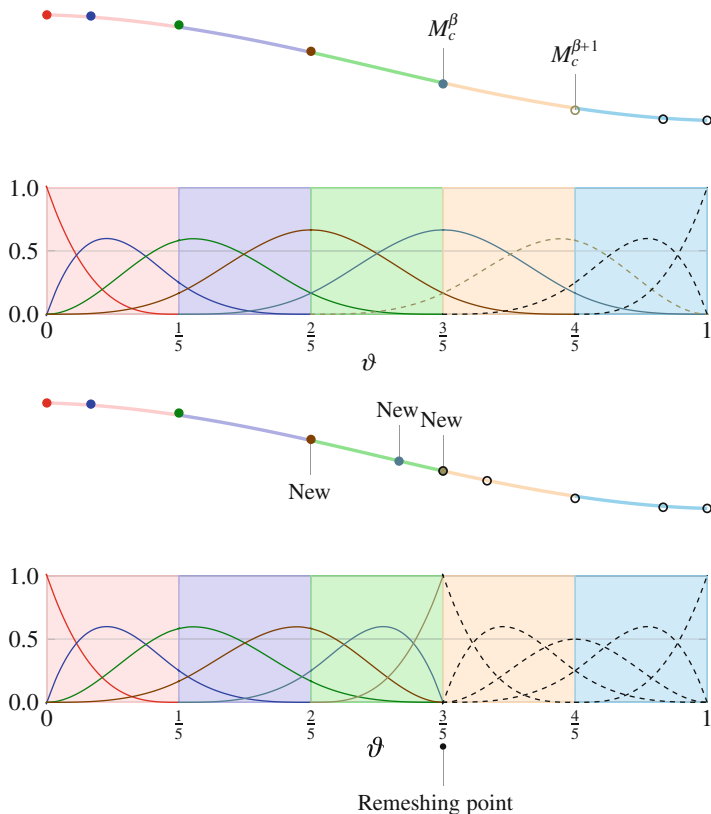 M_c^β
M_c^{β+1}
1.0
0.5
0.0
0 1/5 2/5 3/5 4/5 1
ϑ
New New
New
1.0
0.5
0.0
0 1/5 2/5 3/5 4/5 1
ϑ
Remeshing point